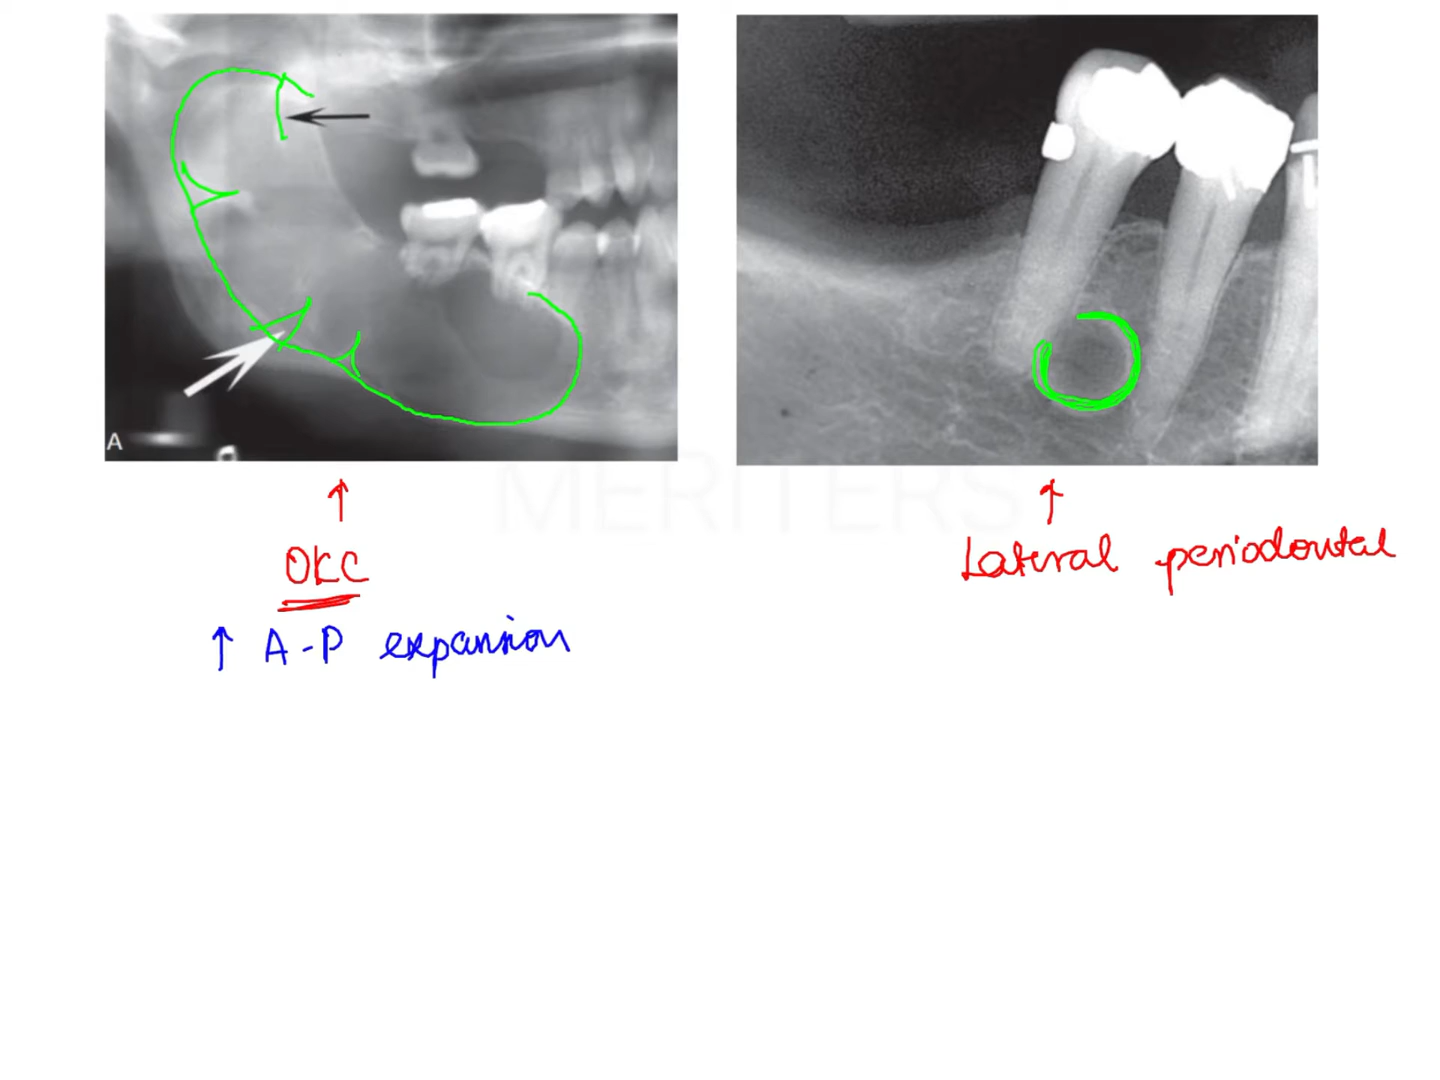 A
MERITERS
OKC
↑ A-P expansion
Lateral periodontal